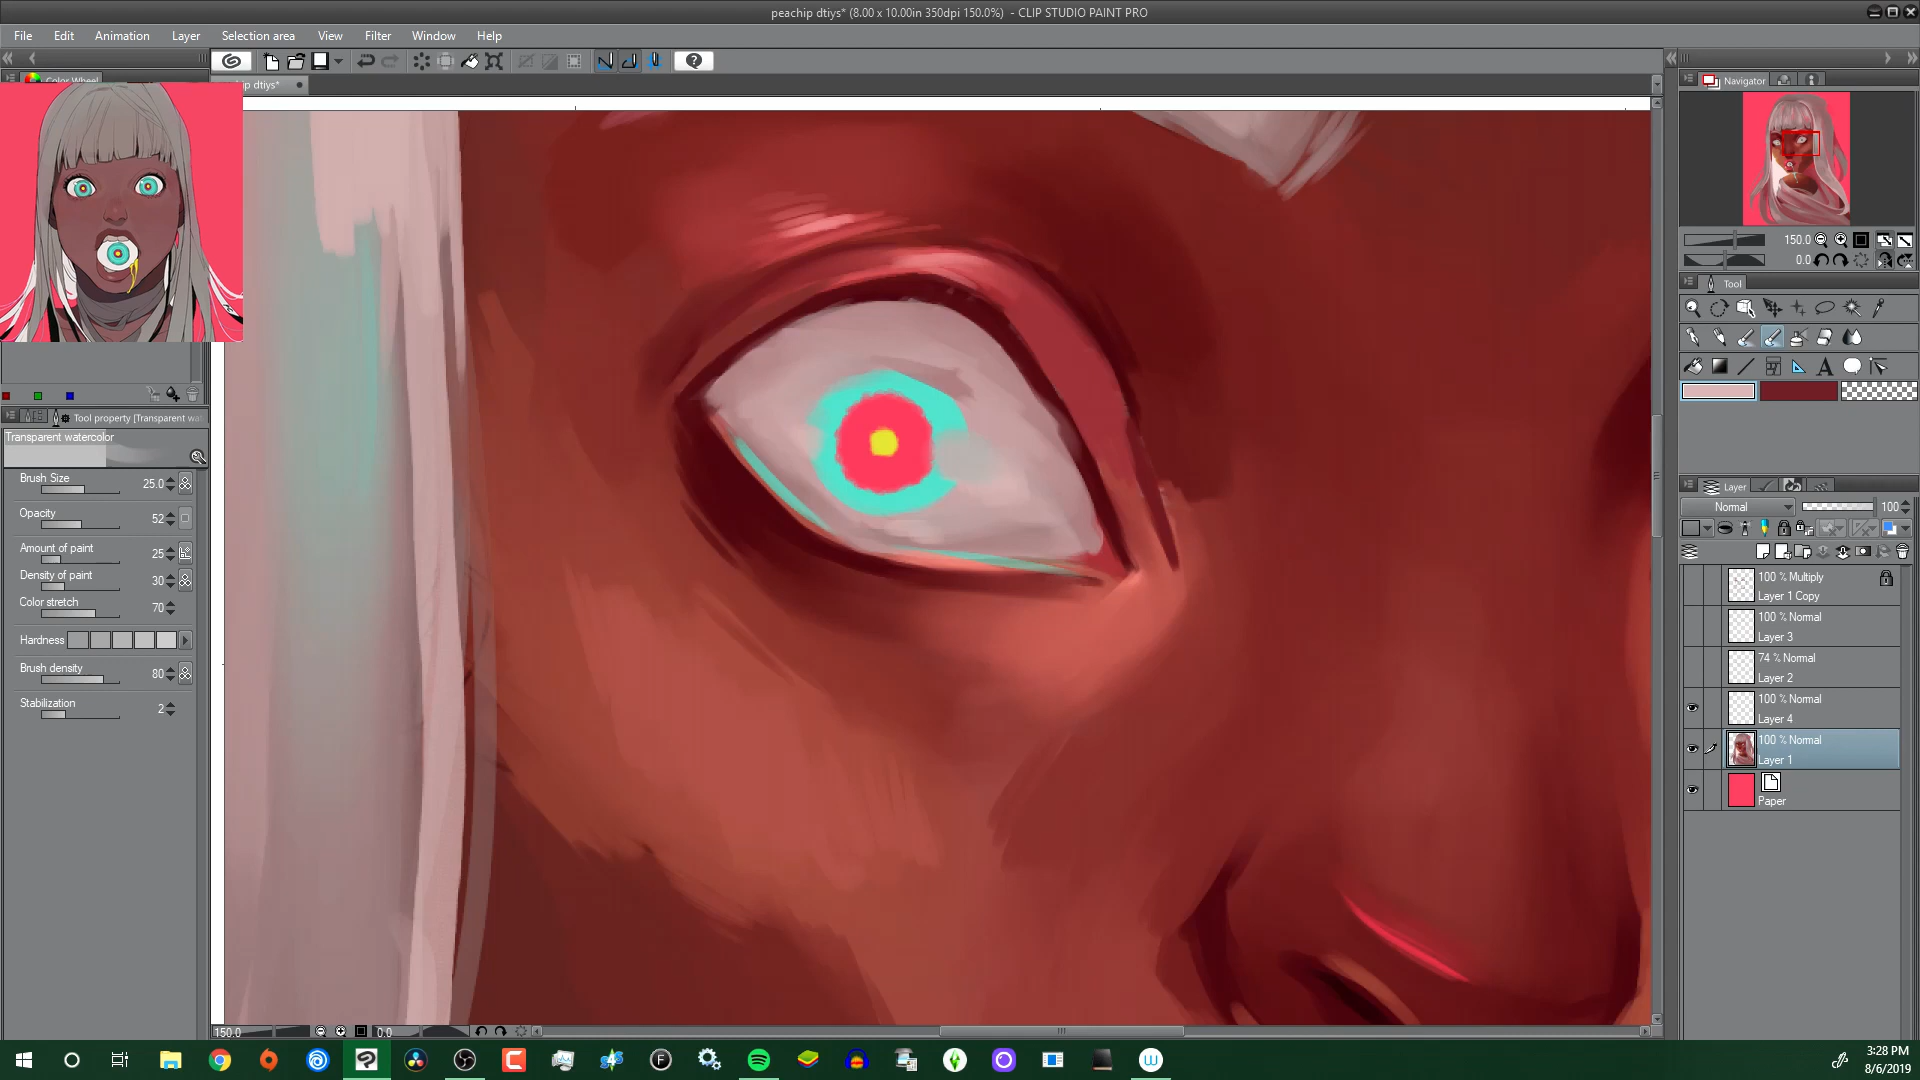 peachip dtiys* (8.00 x 10.00in 350dpi 150.0%) - CLIP STUDIO PAINT PRO
File Edit Animation Layer Selection area View Filter Window Help
Color Wheel
dtiys*
Navigator
150.0
0.0
Tool
Tool property [Transparent wa
Transparent watercolor
Brush Size 25.0
Opacity 52
Amount of paint 25
Density of paint 30
Color stretch 70
Hardness
Brush density 80
Stabilization 2
Layer
Normal 100
100 % Multiply
Layer 1 Copy
100 % Normal
Layer 3
74 % Normal
Layer 2
100 % Normal
Layer 4
100 % Normal
Layer 1
Paper
150.0 0.0
3:28 PM
8/6/2019